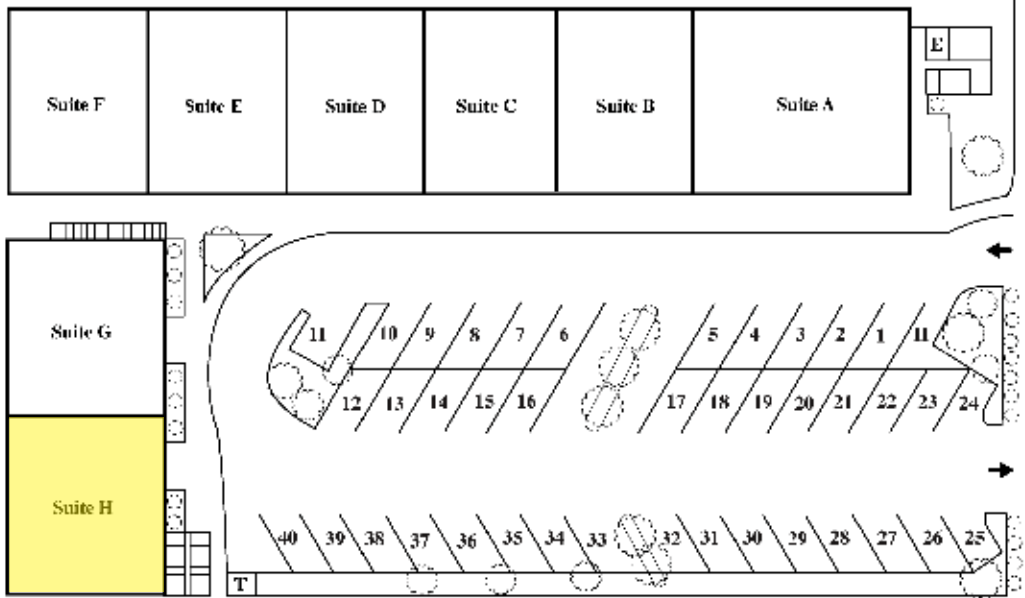 E
Suite F Suite E Suite D Suite C Suite B Suite A
Suite G
11 10 9 8 7 6 5 4 3 2 1 H
12 13 14 15 16 17 18 19 20 21 22 23 24
Suite H
40 39 38 37 36 35 34 33 32 31 30 29 28 27 26 25
T